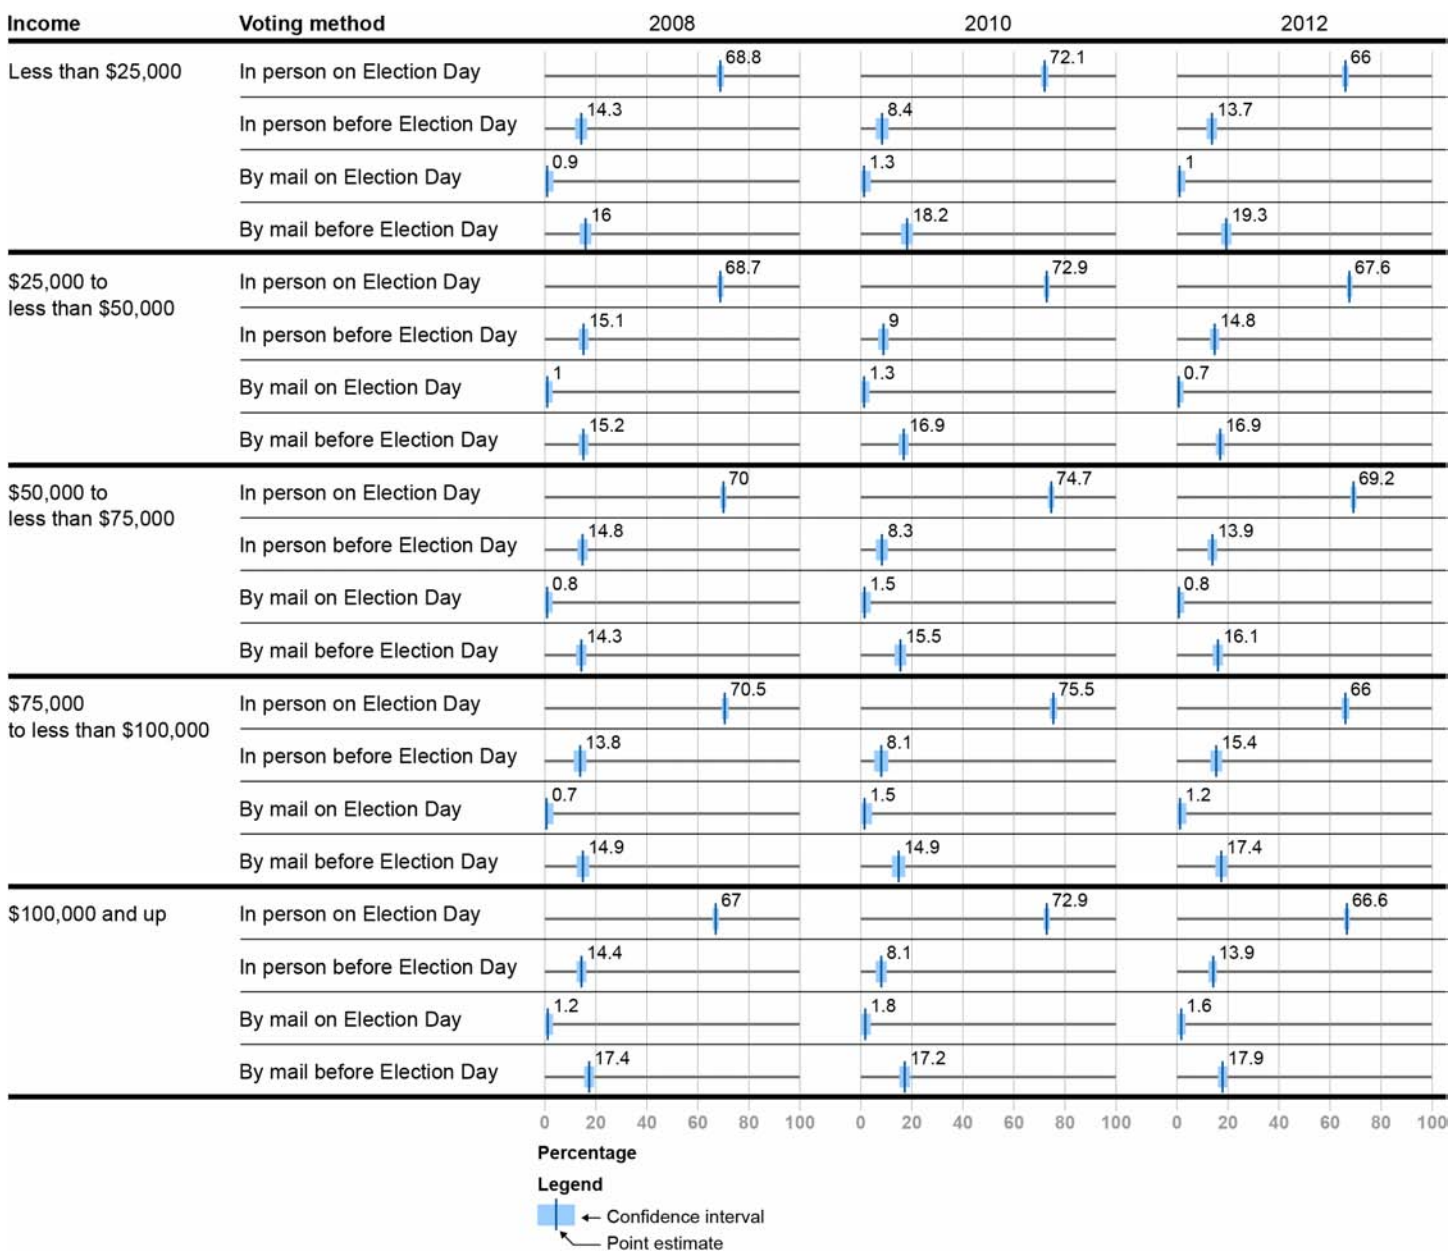 Income Voting method 2008 2010 2012
Less than $25,000 In person on Election Day 68.8 72.1 66
In person before Election Day 14.3 8.4 13.7
By mail on Election Day 0.9 1.3 1
By mail before Election Day 16 18.2 19.3
$25,000 to
less than $50,000 In person on Election Day 68.7 72.9 67.6
In person before Election Day 15.1 9 14.8
By mail on Election Day 1 1.3 0.7
By mail before Election Day 15.2 16.9 16.9
$50,000 to
less than $75,000 In person on Election Day 70 74.7 69.2
In person before Election Day 14.8 8.3 13.9
By mail on Election Day 0.8 1.5 0.8
By mail before Election Day 14.3 15.5 16.1
$75,000
to less than $100,000 In person on Election Day 70.5 75.5 66
In person before Election Day 13.8 8.1 15.4
By mail on Election Day 0.7 1.5 1.2
By mail before Election Day 14.9 14.9 17.4
$100,000 and up In person on Election Day 67 72.9 66.6
In person before Election Day 14.4 8.1 13.9
By mail on Election Day 1.2 1.8 1.6
By mail before Election Day 17.4 17.2 17.9
0 20 40 60 80 100 0 20 40 60 80 100 0 20 40 60 80 100
Percentage
Legend
Confidence interval
Point estimate